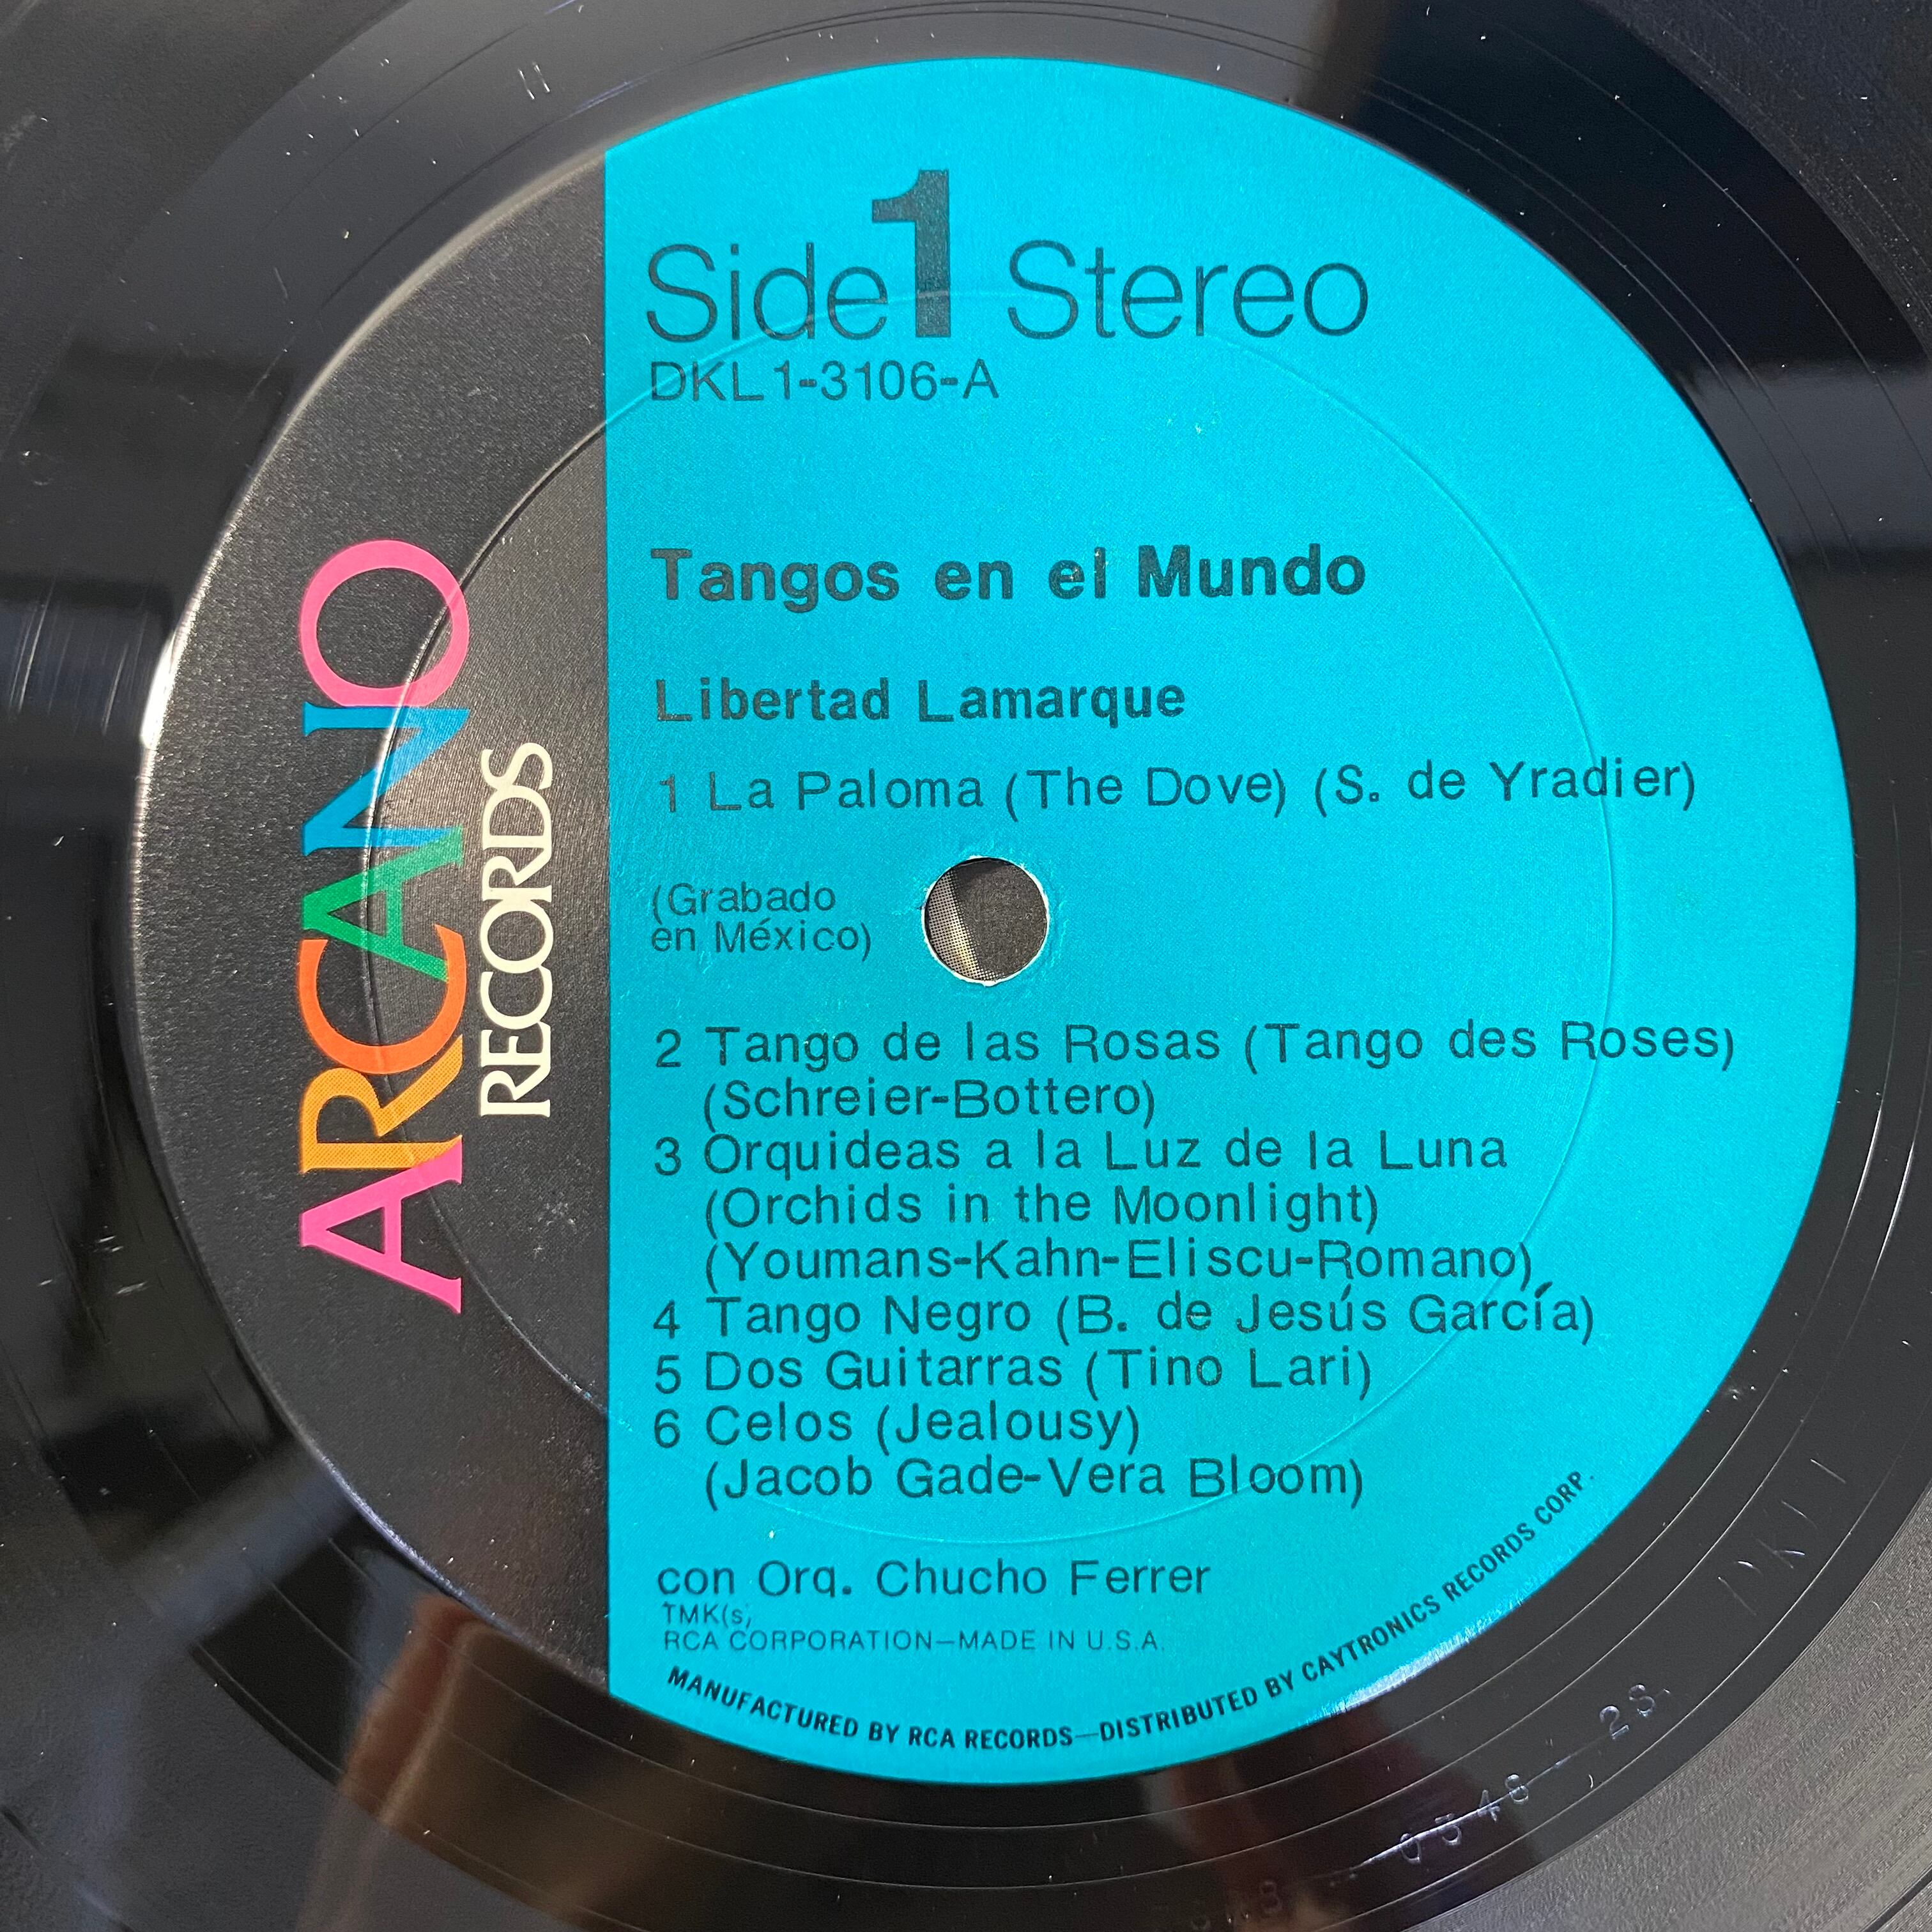 Side 1 Stereo
DKL1-3106-A
Tangos en el Mundo
Libertad Lamarque
1 La Paloma (The Dove) (S. de Yradier)
(Grabado
en México)
2 Tango de las Rosas (Tango des Roses)
(Schreier-Bottero)
3 Orquideas a la Luz de la Luna
(Orchids in the Moonlight)
(Youmans-Kahn-Eliscu-Romano)
4 Tango Negro (B. de Jesús García)
5 Dos Guitarras (Tino Lari)
6 Celos (Jealousy)
(Jacob Gade-Vera Bloom)
con Orq. Chucho Ferrer
TMK(s)
RCA CORPORATION—MADE IN U.S.A.
MANUFACTURED BY RCA RECORDS—DISTRIBUTED BY CAYTRONICS RECORDS CORP.
ARCANO
RECORDS
2S